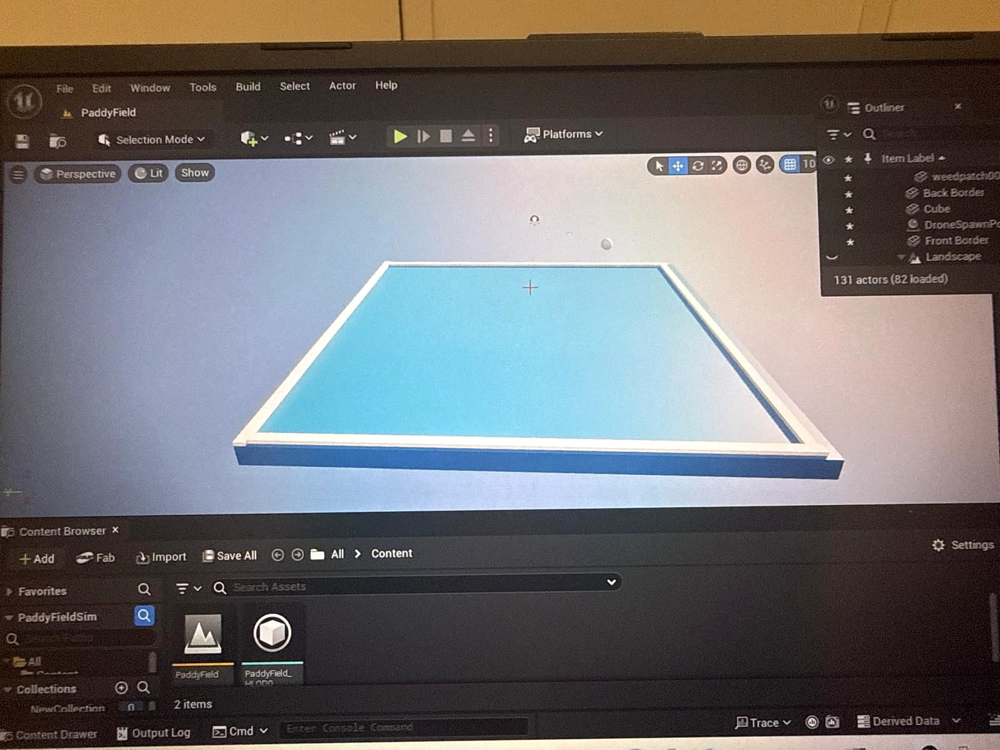 File Edit Window Tools Build Select Actor Help
PaddyField
Outliner
Selection Mode
Platforms
Perspective Lit Show
10
Item Label
weedpatch00
Back Border
Cube
DroneSpawnPo
Front Border
Landscape
131 actors (82 loaded)
Content Browser
Add Fab Import Save All All Content
Settings
Favorites
Search Assets
PaddyFieldSim
All
Content
PaddyField
PaddyField_
HLOD0
Collections
NewCollection 0
2 items
Content Drawer Output Log Cmd Enter Console Command
Trace Derived Data